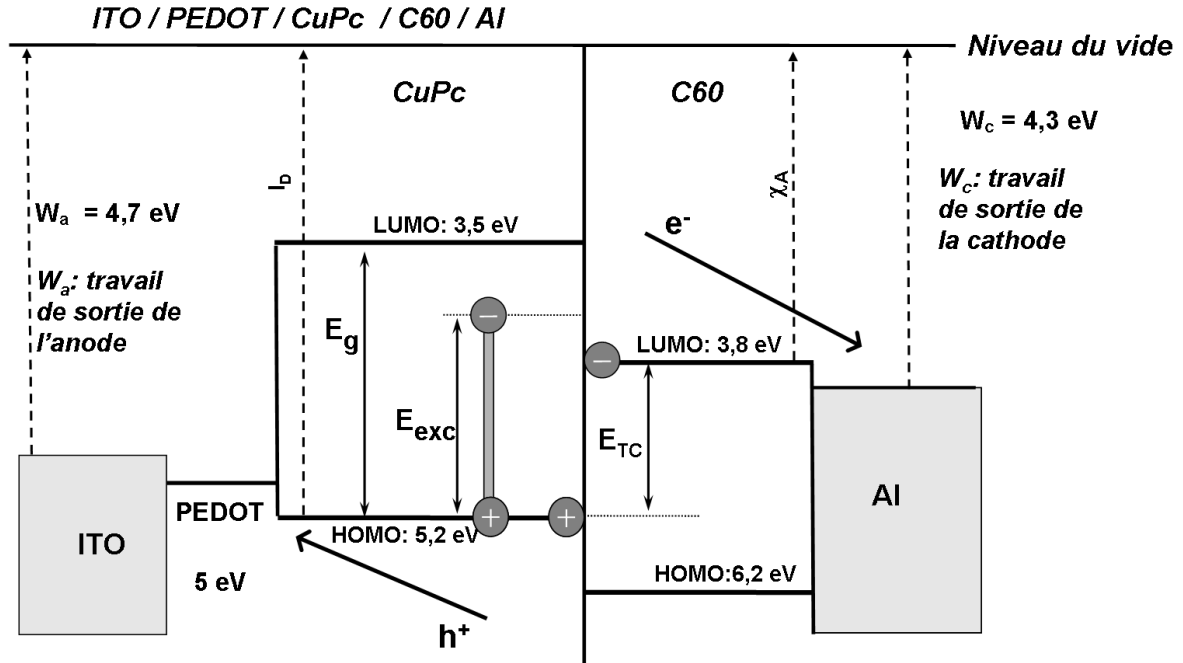 ITO / PEDOT / CuPc / C60 / Al
Niveau du vide
CuPc
C60
W_c = 4,3 eV
I_D
χ_A
W_c: travail
de sortie de
la cathode
W_a = 4,7 eV
LUMO: 3,5 eV
e⁻
W_a: travail
de sortie de
l'anode
E_g
−
−
LUMO: 3,8 eV
E_exc
E_TC
Al
PEDOT
+
+
ITO
HOMO: 5,2 eV
5 eV
HOMO:6,2 eV
h⁺